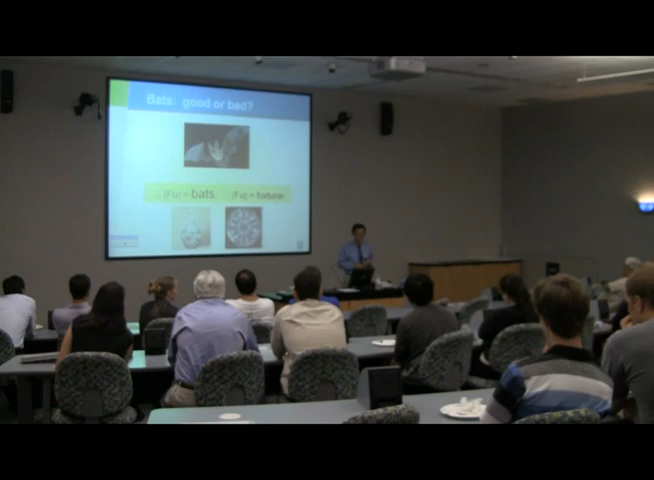 Bats: good or bad?
(Fu) = bats (Fu) = fortune